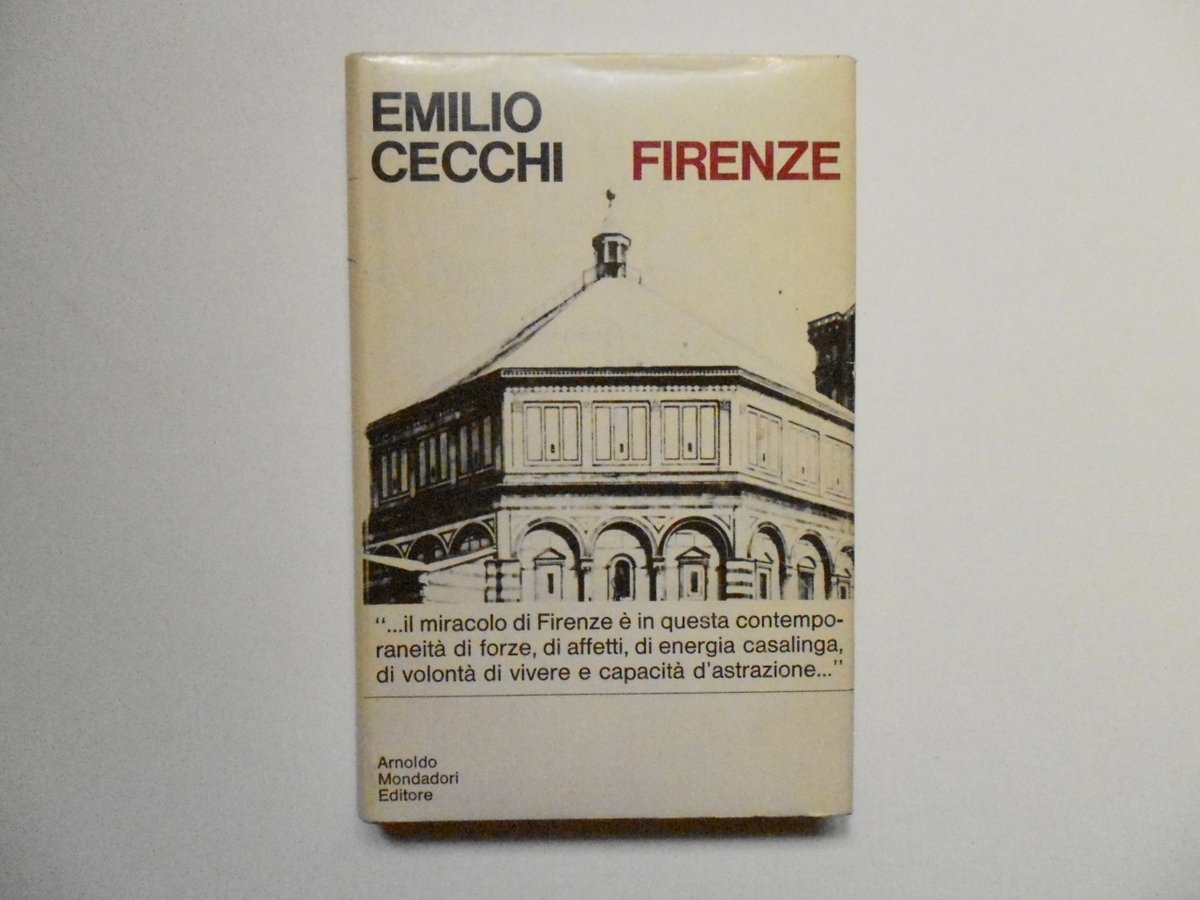 EMILIO
CECCHI FIRENZE
"...il miracolo di Firenze è in questa contempo-
raneità di forze, di affetti, di energia casalinga,
di volontà di vivere e capacità d'astrazione..."
Arnoldo
Mondadori
Editore